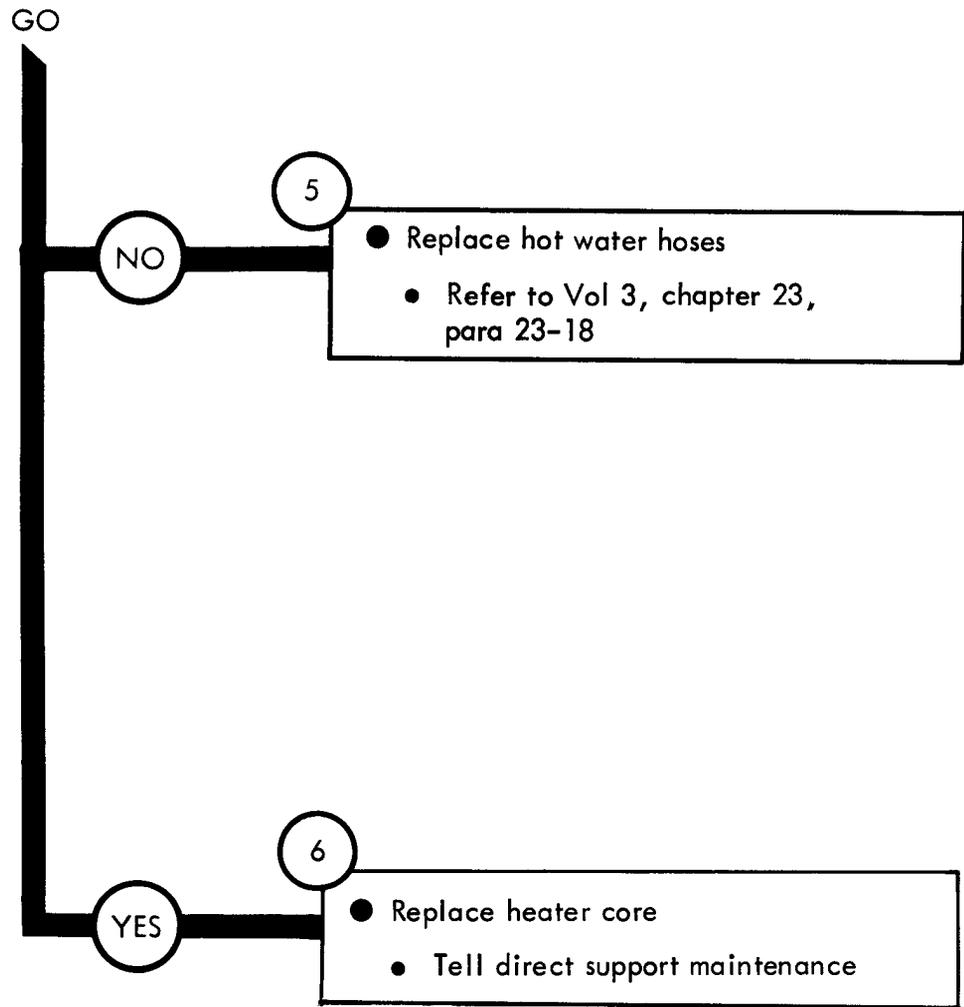 GO
5
NO
● Replace hot water hoses
● Refer to Vol 3, chapter 23,
para 23-18
6
YES
● Replace heater core
● Tell direct support maintenance